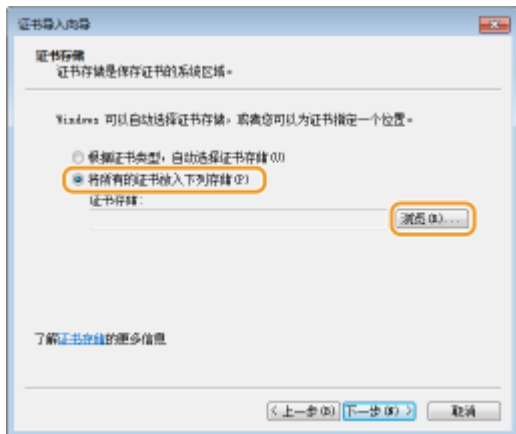 证书导入向导
证书存储
证书存储是保存证书的系统区域。
Windows 可以自动选择证书存储，或者您可以为证书指定一个位置。
根据证书类型，自动选择证书存储(U)
将所有的证书放入下列存储(P)
证书存储：
浏览(R)...
了解证书存储的更多信息
< 上一步(B) 下一步(N) > 取消